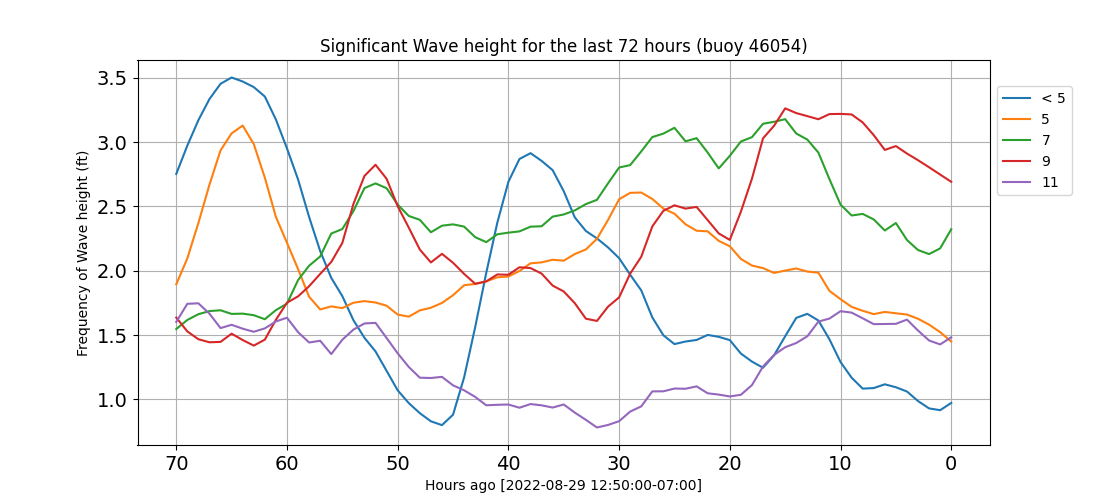 Significant Wave height for the last 72 hours (buoy 46054)
3.5
3.0
2.5
2.0
1.5
1.0
Frequency of Wave height (ft)
70 60 50 40 30 20 10 0
Hours ago [2022-08-29 12:50:00-07:00]
< 5
5
7
9
11